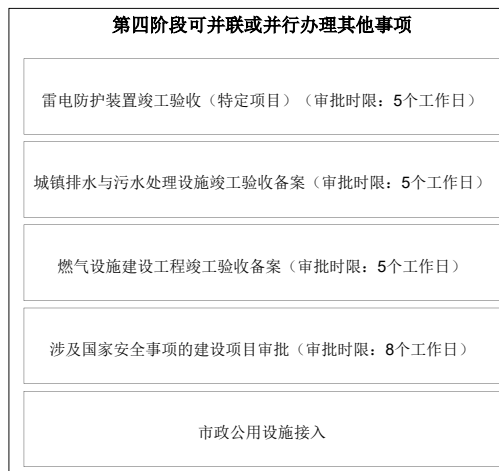 第四阶段可并联或并行办理其他事项
雷电防护装置竣工验收（特定项目）（审批时限：5个工作日）
城镇排水与污水处理设施竣工验收备案（审批时限：5个工作日）
燃气设施建设工程竣工验收备案（审批时限：5个工作日）
涉及国家安全事项的建设项目审批（审批时限：8个工作日）
市政公用设施接入